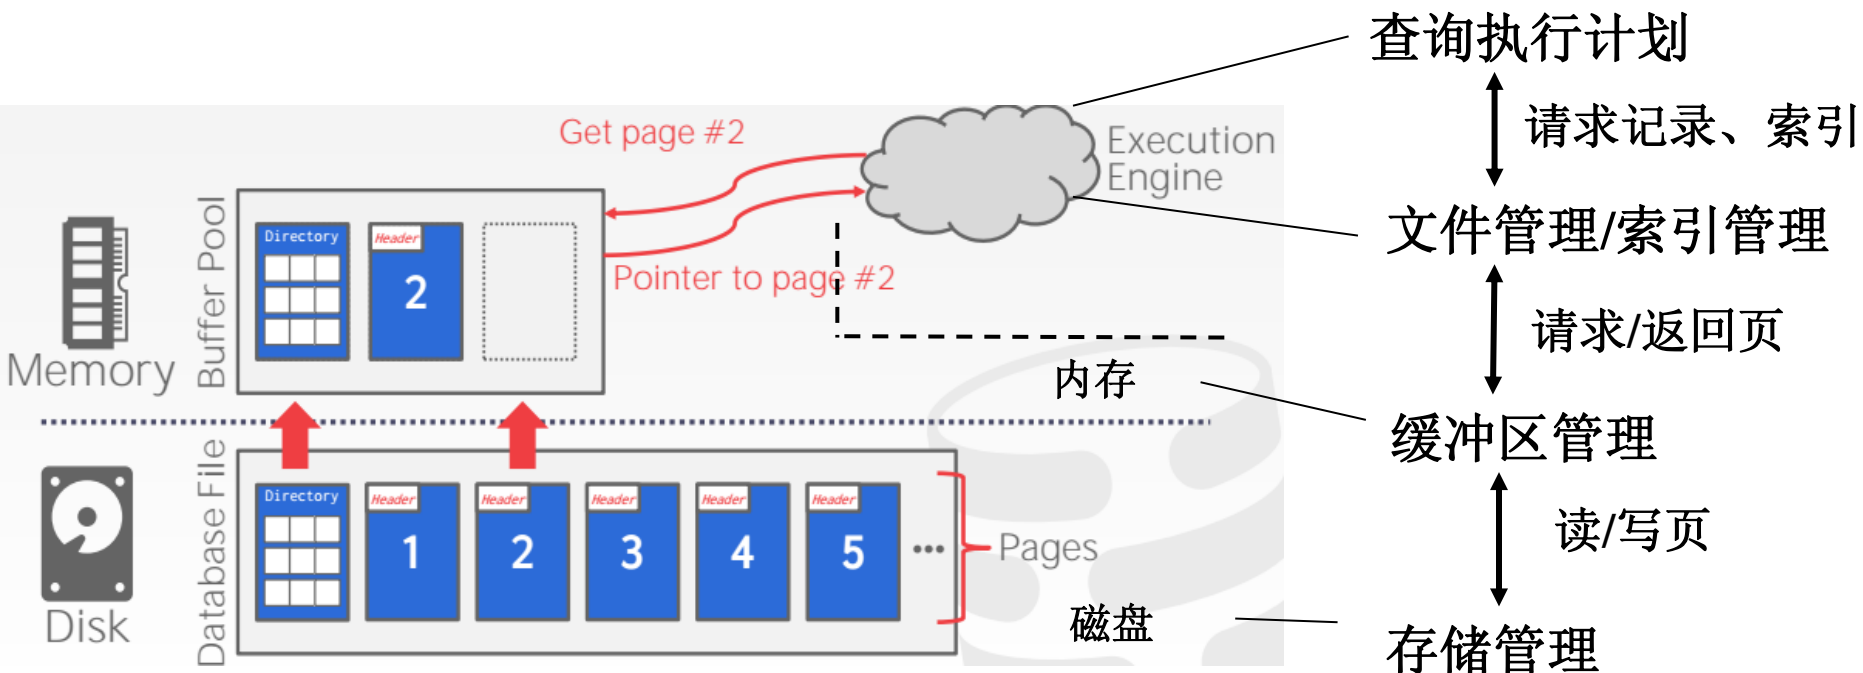 查询执行计划
请求记录、索引
Get page #2
Execution
Engine
Buffer Pool
Directory
Header
2
文件管理/索引管理
Pointer to page #2
请求/返回页
Memory
内存
缓冲区管理
Database File
Directory
Header
1
Header
2
Header
3
Header
4
Header
5
...
Pages
读/写页
Disk
磁盘
存储管理